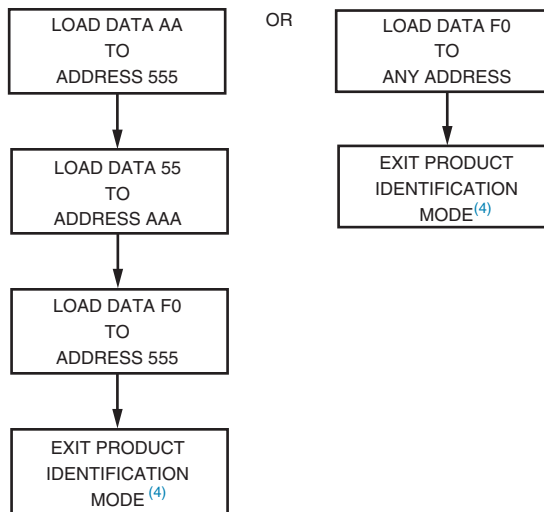 LOAD DATA AA
TO
ADDRESS 555
LOAD DATA 55
TO
ADDRESS AAA
LOAD DATA F0
TO
ADDRESS 555
EXIT PRODUCT
IDENTIFICATION
MODE (4)
OR
LOAD DATA F0
TO
ANY ADDRESS
EXIT PRODUCT
IDENTIFICATION
MODE(4)